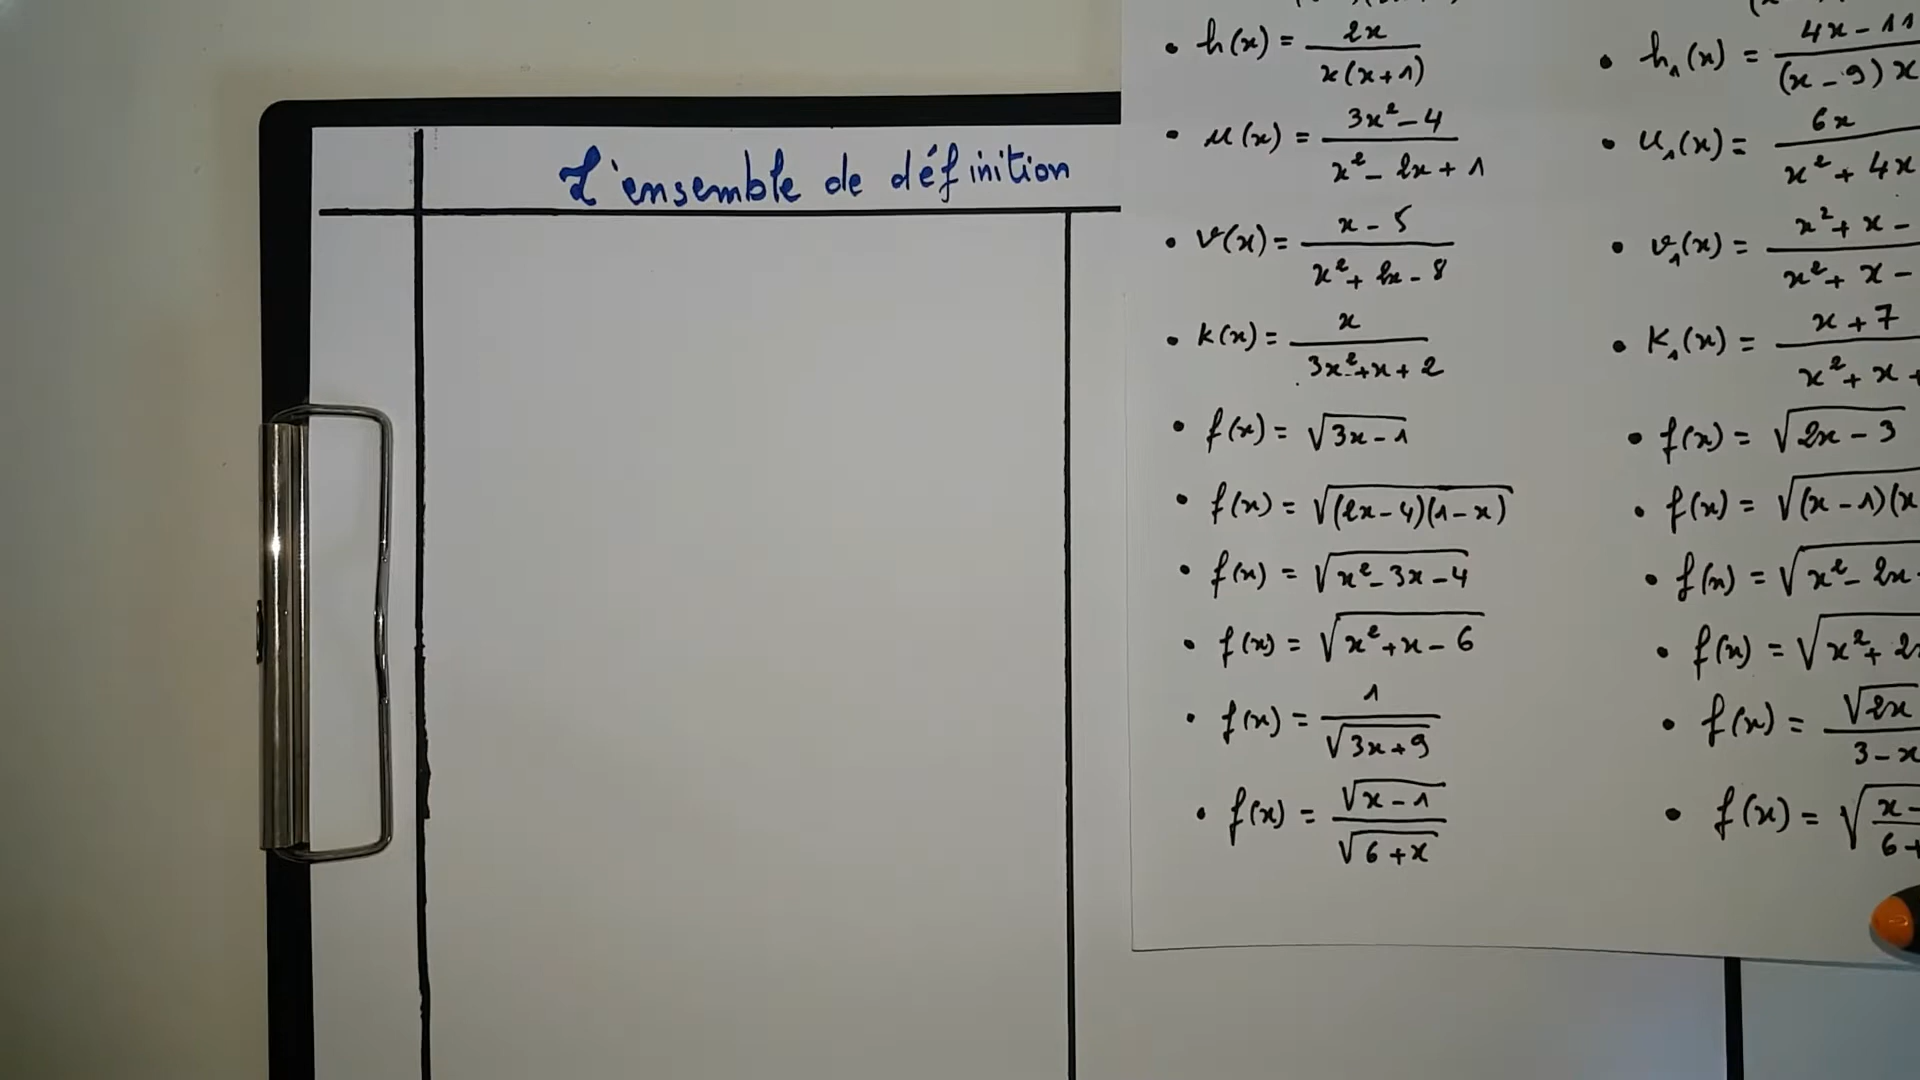 L'ensemble de définition
• h(x) = 2x / x(x+1)
• u(x) = 3x² - 4 / x² - 2x + 1
• v(x) = x - 5 / x² + 2x - 8
• k(x) = x / 3x² + x + 2
• f(x) = √3x - 1
• f(x) = √(2x - 4)(1 - x)
• f(x) = √x² - 3x - 4
• f(x) = √x² + x - 6
• f(x) = 1 / √3x + 9
• f(x) = √x - 1 / √6 + x
• h₁(x) = 4x - 11 / (x - 9) x
• u₁(x) = 6x / x² + 4x
• v₁(x) = x² + x - / x² + x -
• K₁(x) = x + 7 / x² + x +
• f(x) = √2x - 3
• f(x) = √(x - 1)(x
• f(x) = √x² - 2x
• f(x) = √x² + 2x
• f(x) = √2x / 3 - x
• f(x) = √x - / 6 +